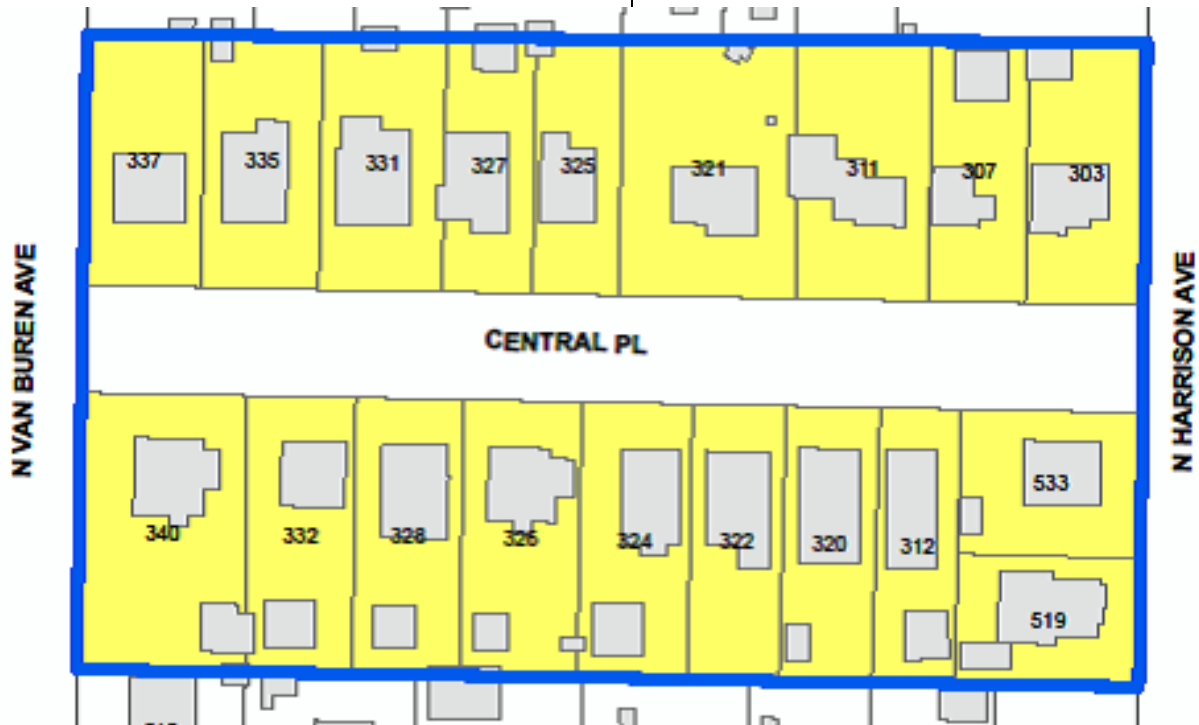 337 335 331 327 325 321 311 307 303
N VAN BUREN AVE
CENTRAL PL
N HARRISON AVE
340 332 328 326 324 322 320 312 533
519